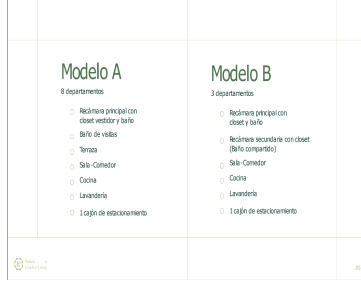 Modelo A
8 departamentos
Recámara principal con
closet vestidor y baño
Baño de visitas
Terraza
Sala-Comedor
Cocina
Lavandería
1 cajón de estacionamiento
Modelo B
3 departamentos
Recámara principal con
closet y baño
Recámara secundaria con closet
(Baño compartido)
Sala-Comedor
Cocina
Lavandería
1 cajón de estacionamiento